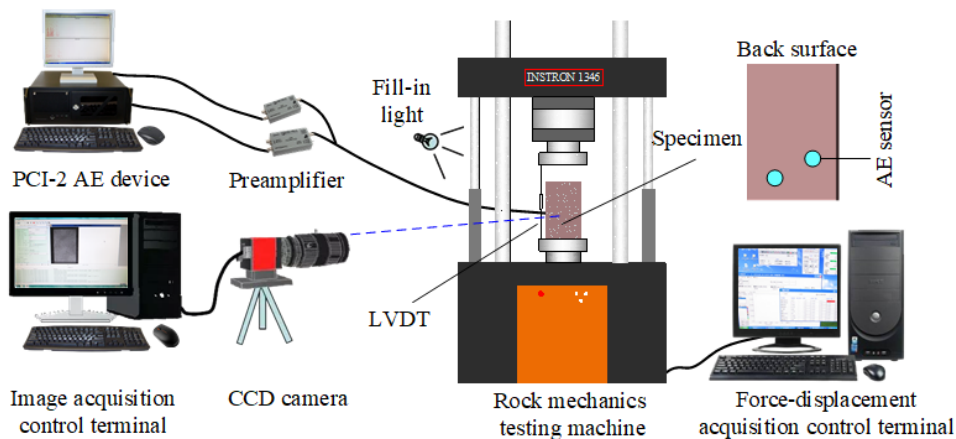 Back surface
INSTRON 1346
Fill-in
light
Specimen
AE sensor
PCI-2 AE device
Preamplifier
LVDT
Image acquisition
control terminal
CCD camera
Rock mechanics
testing machine
Force-displacement
acquisition control terminal